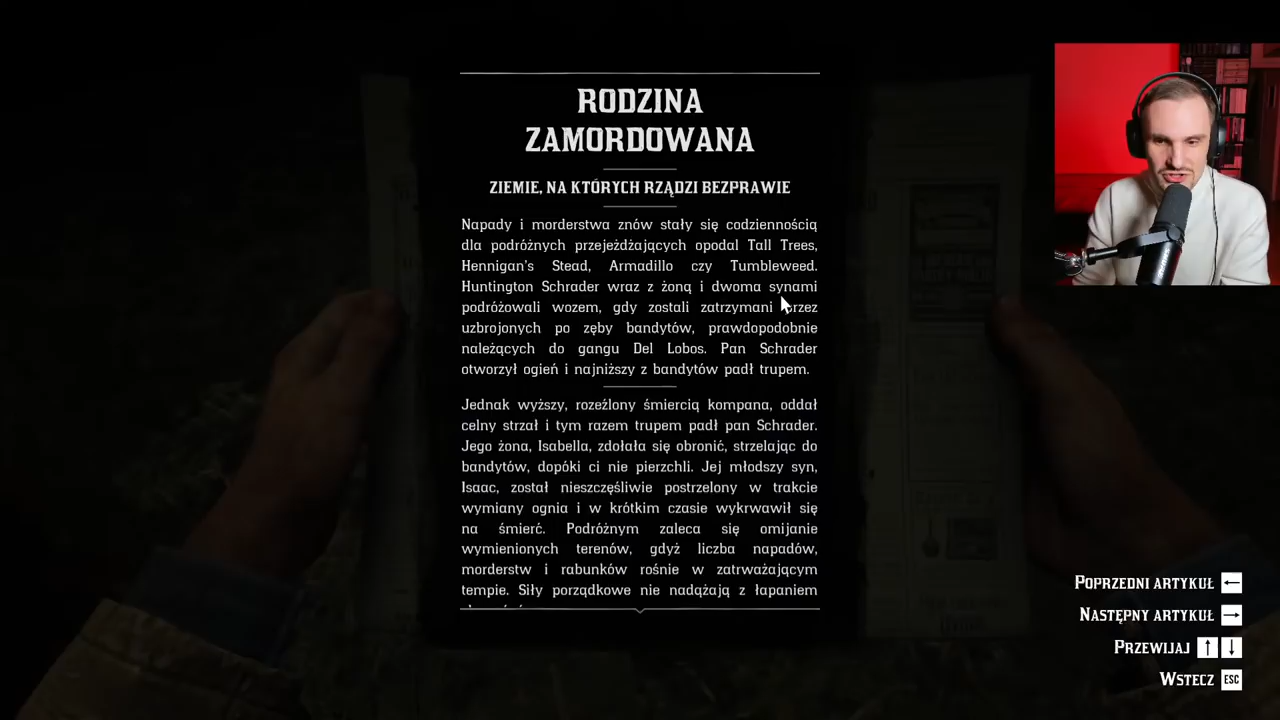 RODZINA
ZAMORDOWANA
ZIEMIE, NA KTÓRYCH RZĄDZI BEZPRAWIE
Napady i morderstwa znów stały się codziennością
dla podróżnych przejeżdżających opodal Tall Trees,
Hennigan's Stead, Armadillo czy Tumbleweed.
Huntington Schrader wraz z żoną i dwoma synami
podróżowali wozem, gdy zostali zatrzymani przez
uzbrojonych po zęby bandytów, prawdopodobnie
należących do gangu Del Lobos. Pan Schrader
otworzył ogień i najniższy z bandytów padł trupem.
Jednak wyższy, rozeźlony śmiercią kompana, oddał
celny strzał i tym razem trupem padł pan Schrader.
Jego żona, Isabella, zdołała się obronić, strzelając do
bandytów, dopóki ci nie pierzchli. Jej młodszy syn,
Isaac, został nieszczęśliwie postrzelony w trakcie
wymiany ognia i w krótkim czasie wykrwawił się
na śmierć. Podróżnym zaleca się omijanie
wymienionych terenów, gdyż liczba napadów,
morderstw i rabunków rośnie w zatrważającym
tempie. Siły porządkowe nie nadążają z łapaniem
POPRZEDNI ARTYKUŁ ←
NASTĘPNY ARTYKUŁ →
PRZEWIJAJ ↑ ↓
WSTECZ ESC